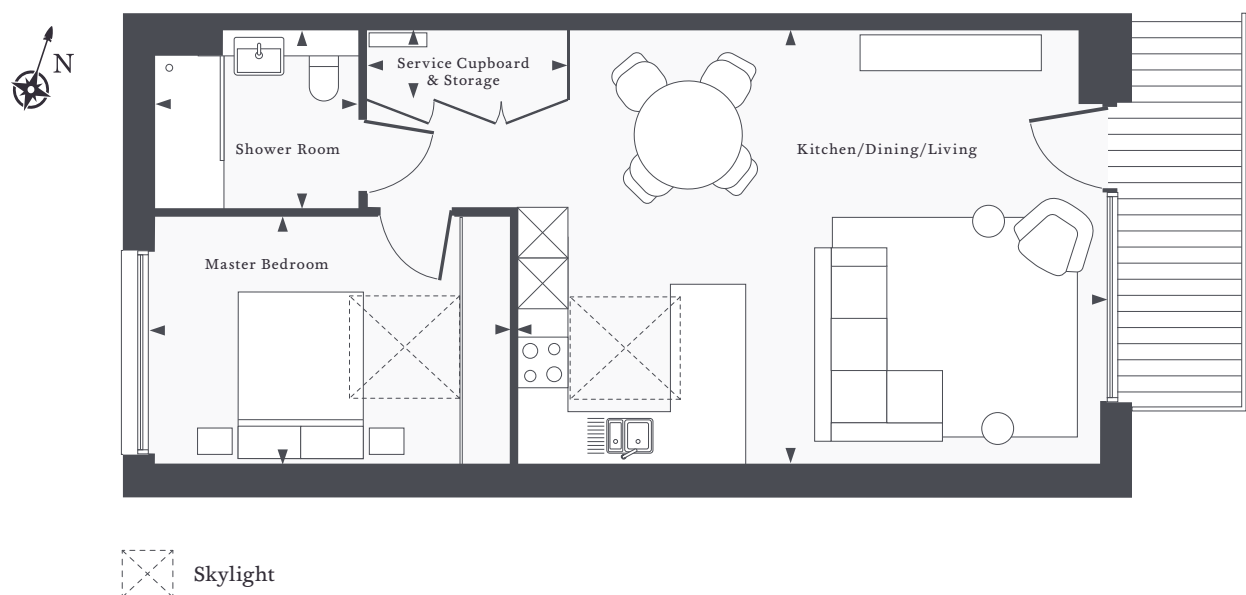 N
Service Cupboard
& Storage
Shower Room
Kitchen/Dining/Living
Master Bedroom
Skylight